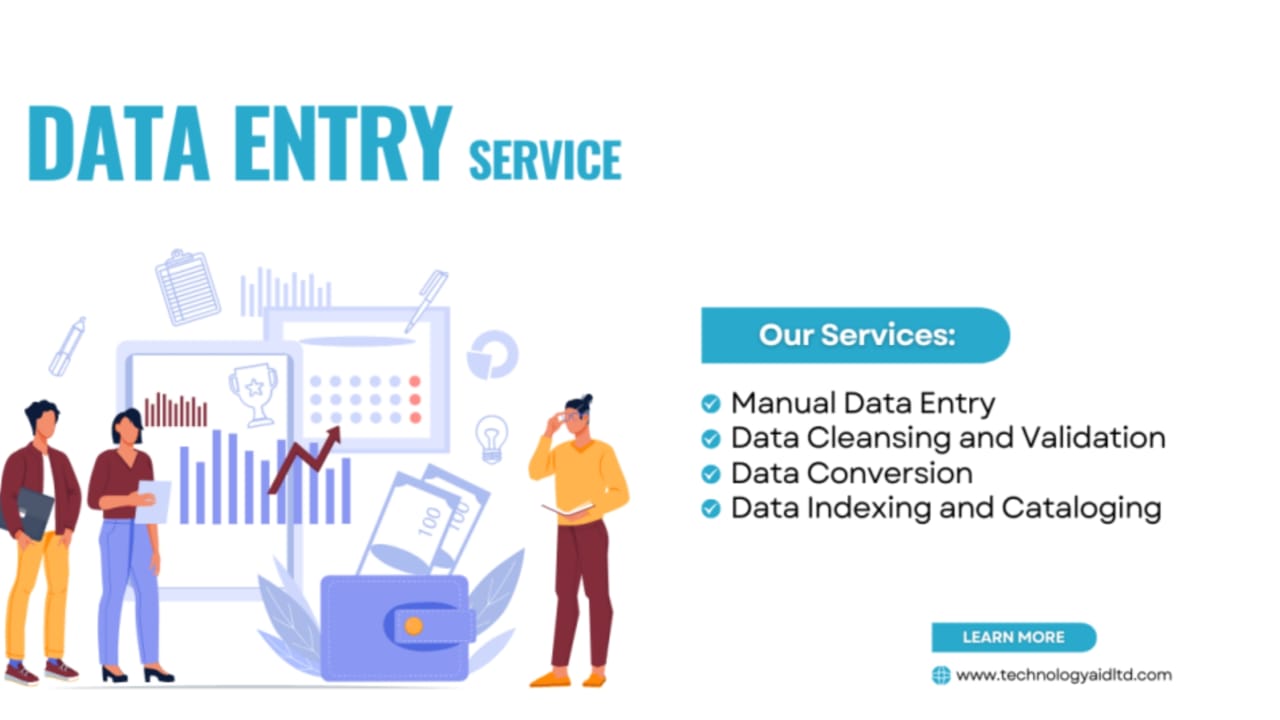 DATA ENTRY SERVICE
100
100
Our Services:
Manual Data Entry
Data Cleansing and Validation
Data Conversion
Data Indexing and Cataloging
LEARN MORE
www.technologyaidltd.com